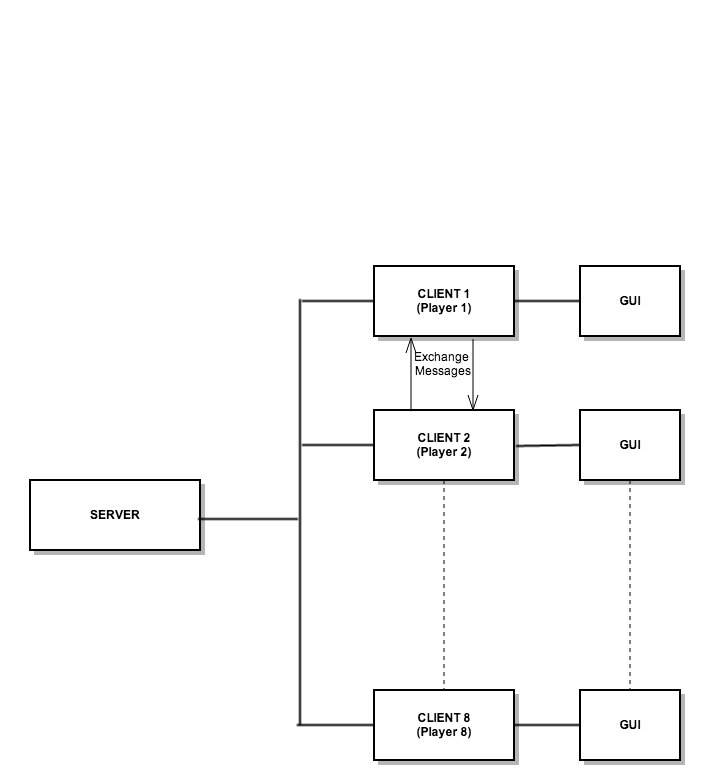 CLIENT 1
(Player 1)
GUI
Exchange
Messages
CLIENT 2
(Player 2)
GUI
SERVER
CLIENT 8
(Player 8)
GUI